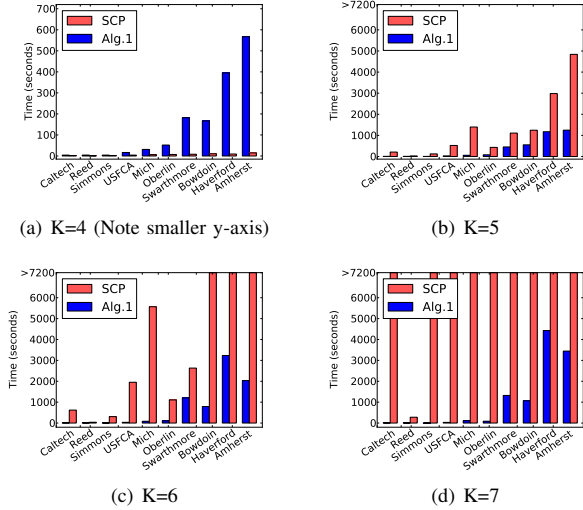 700
600
500
400
300
200
100
0
Time (seconds)
SCP
Alg.1
Caltech
Reed
Simmons
USFCA
Mich
Oberlin
Swarthmore
Bowdoin
Haverford
Amherst
(a) K=4 (Note smaller y-axis)
>7200
6000
5000
4000
3000
2000
1000
0
Time (seconds)
SCP
Alg.1
Caltech
Reed
Simmons
USFCA
Mich
Oberlin
Swarthmore
Bowdoin
Haverford
Amherst
(b) K=5
>7200
6000
5000
4000
3000
2000
1000
0
Time (seconds)
SCP
Alg.1
Caltech
Reed
Simmons
USFCA
Mich
Oberlin
Swarthmore
Bowdoin
Haverford
Amherst
(c) K=6
>7200
6000
5000
4000
3000
2000
1000
0
Time (seconds)
SCP
Alg.1
Caltech
Reed
Simmons
USFCA
Mich
Oberlin
Swarthmore
Bowdoin
Haverford
Amherst
(d) K=7